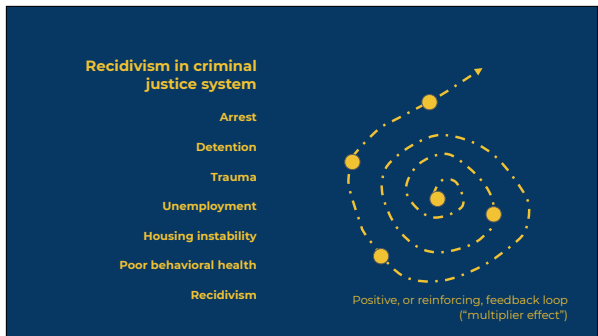 Recidivism in criminal
justice system
Arrest
Detention
Trauma
Unemployment
Housing instability
Poor behavioral health
Recidivism
Positive, or reinforcing, feedback loop
(“multiplier effect”)